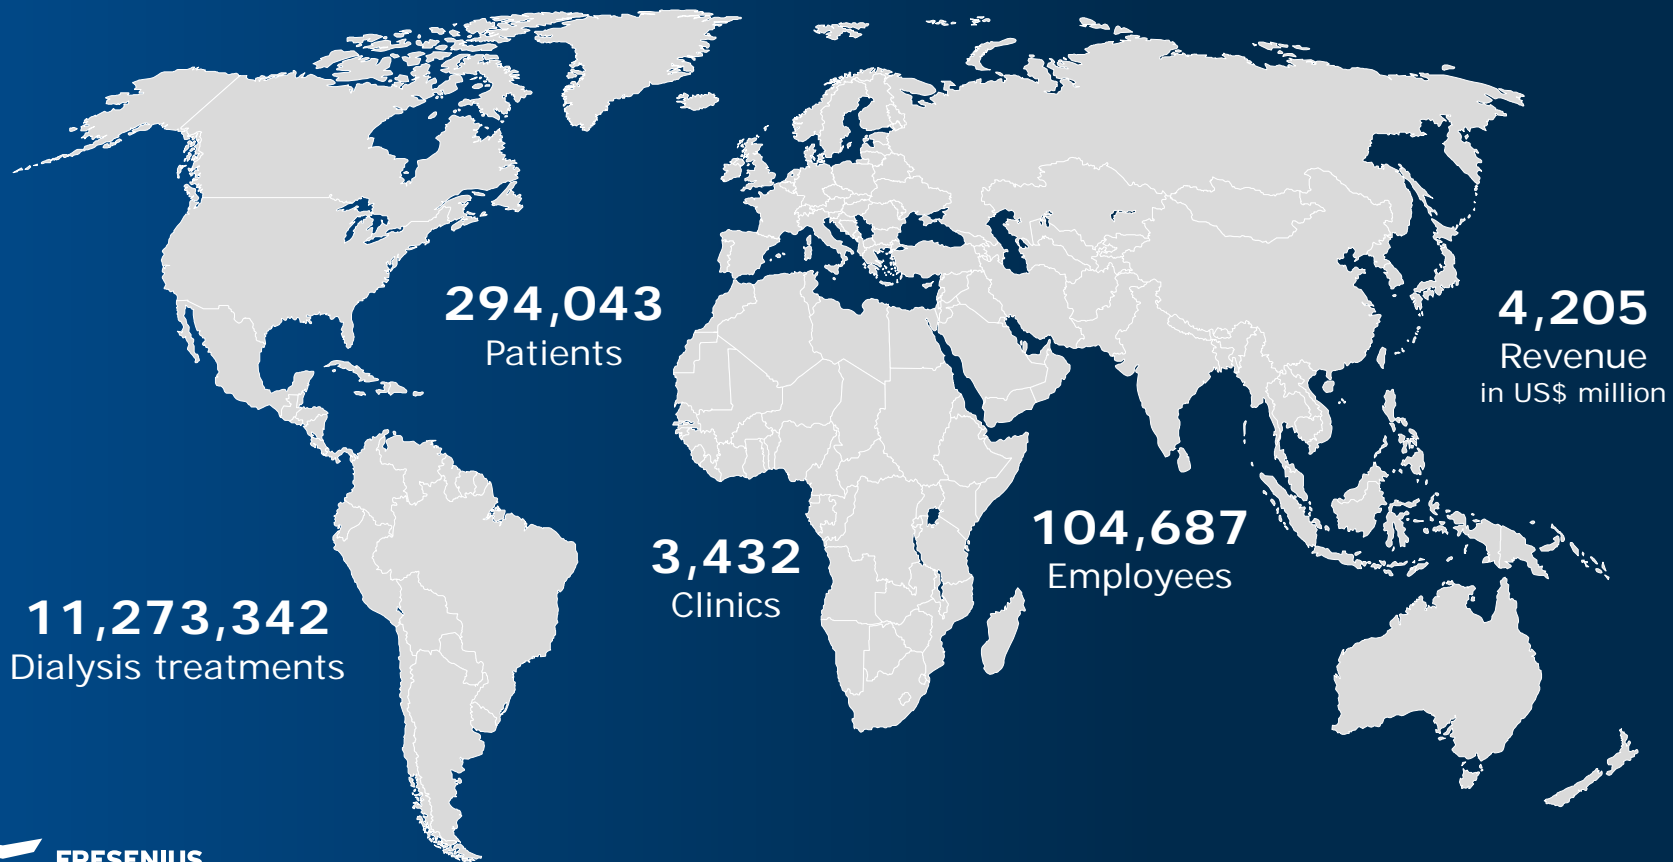 294,043
Patients
4,205
Revenue
in US$ million
104,687
Employees
3,432
Clinics
11,273,342
Dialysis treatments
FRESENIUS